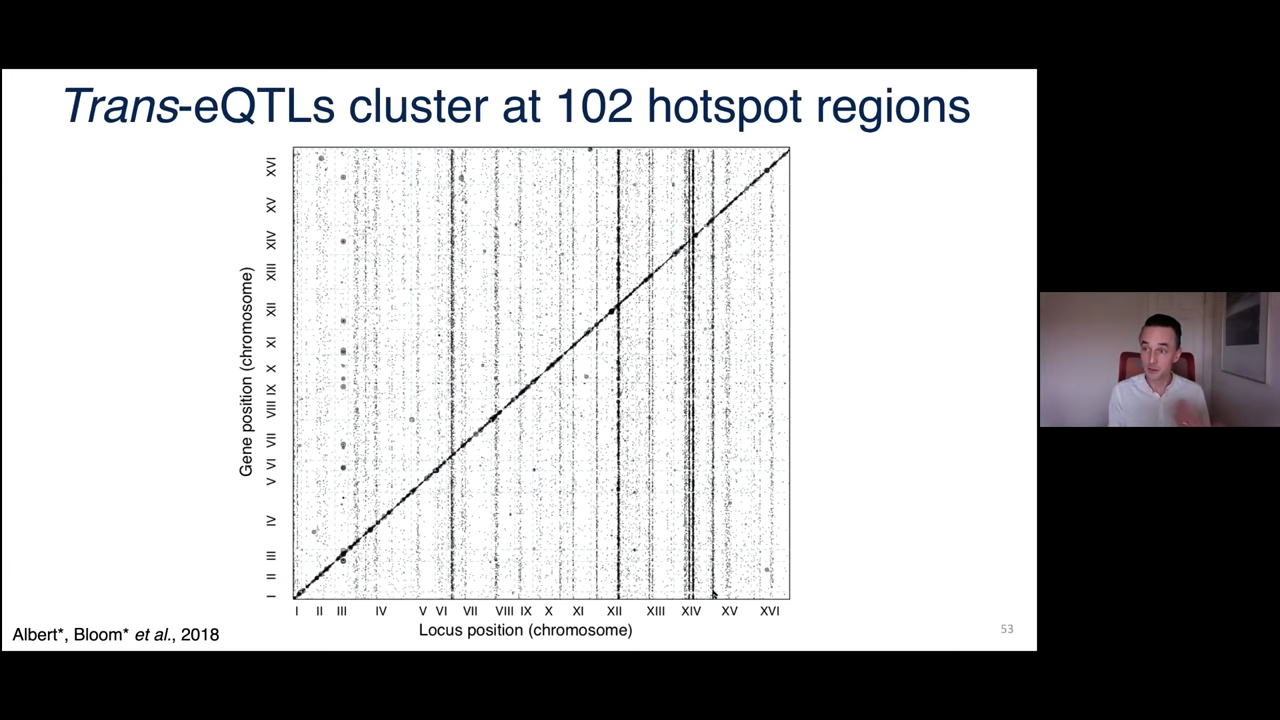 Trans-eQTLs cluster at 102 hotspot regions
Gene position (chromosome)
XVI
XV
XIV
XIII
XII
XI
X
IX
VIII
VII
VI
V
IV
III
II
I
I II III IV V VI VII VIII IX X XI XII XIII XIV XV XVI
Locus position (chromosome)
Albert*, Bloom* et al., 2018
53